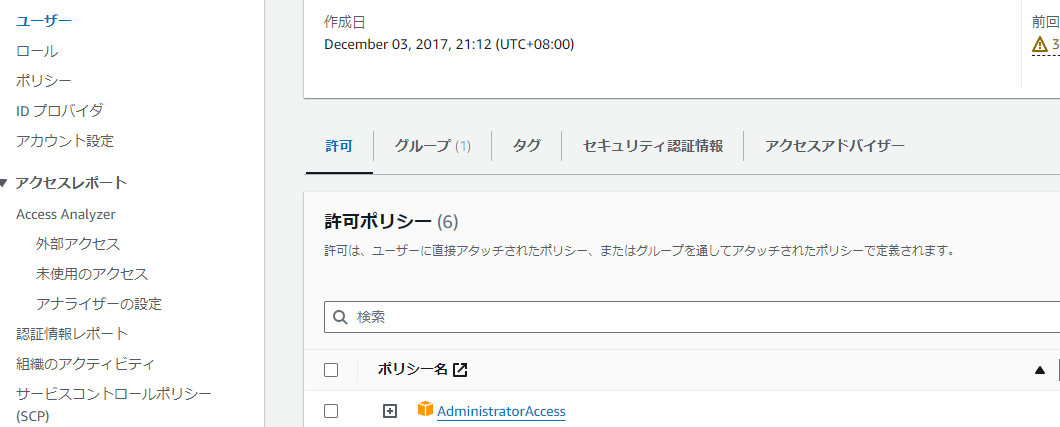 ユーザー
ロール
ポリシー
ID プロバイダ
アカウント設定
アクセスレポート
Access Analyzer
外部アクセス
未使用のアクセス
アナライザーの設定
認証情報レポート
組織のアクティビティ
サービスコントロールポリシー
(SCP)
作成日
December 03, 2017, 21:12 (UTC+08:00)
前回
3
許可 グループ (1) タグ セキュリティ認証情報 アクセスアドバイザー
許可ポリシー (6)
許可は、ユーザーに直接アタッチされたポリシー、またはグループを通してアタッチされたポリシーで定義されます。
検索
ポリシー名
AdministratorAccess